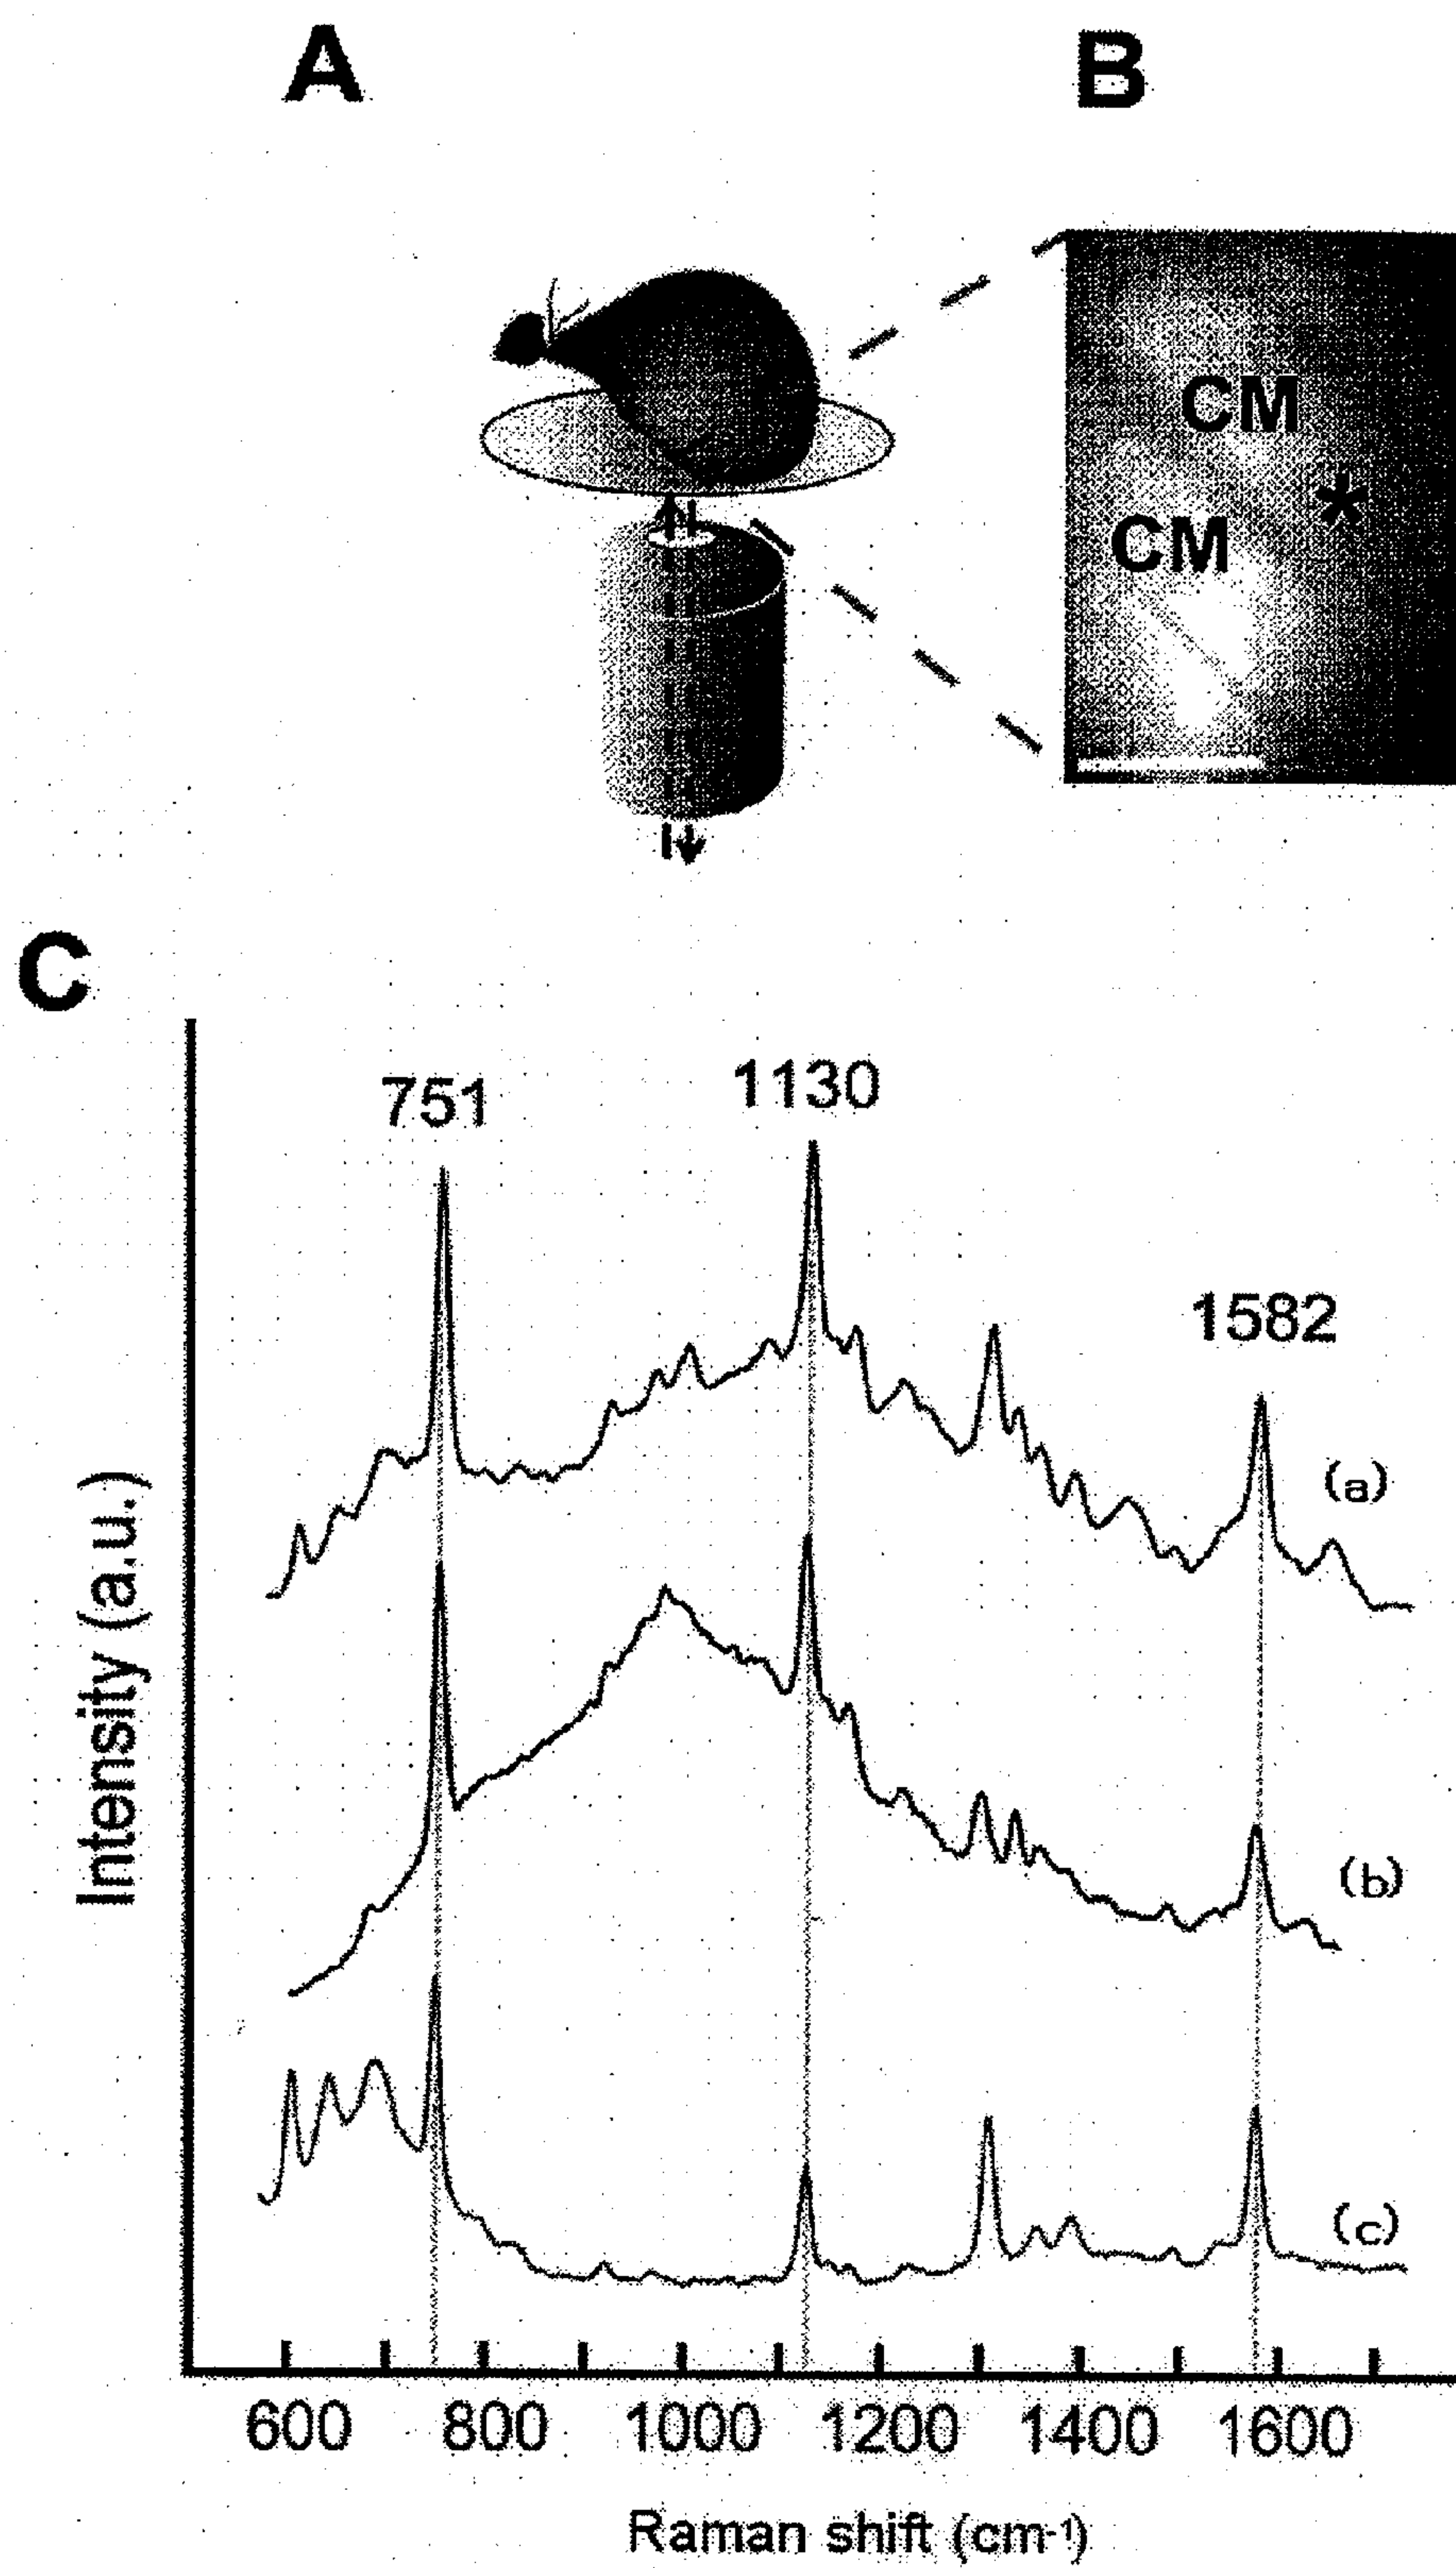 A
B
CM
*
CM
C
751
1130
1582
Intensity (a.u.)
(a)
(b)
(c)
600 800 1000 1200 1400 1600
Raman shift (cm-1)